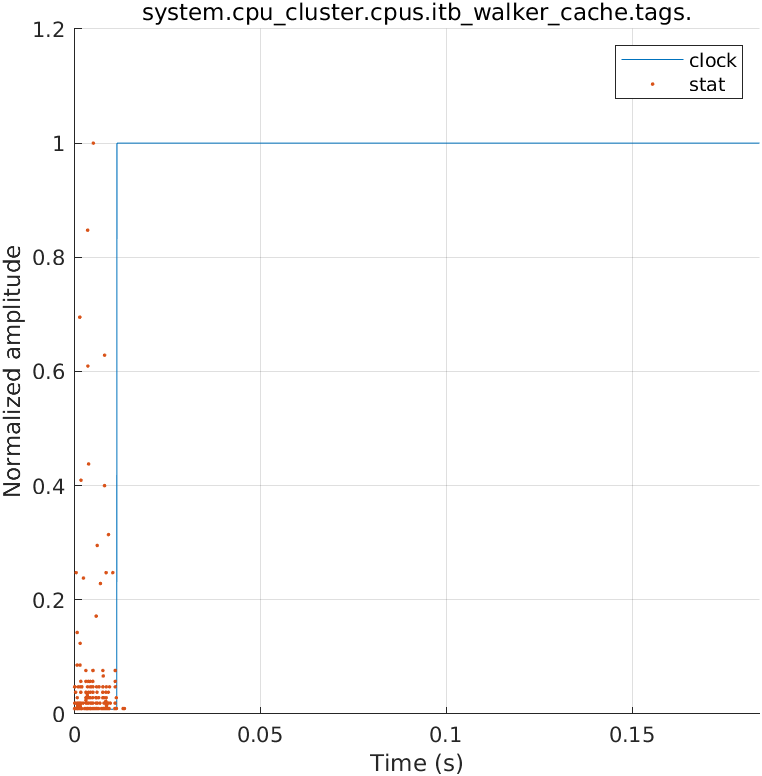 system.cpu_cluster.cpus.itb_walker_cache.tags.
1.2
clock
stat
1
0.8
0.6
0.4
0.2
0
Normalized amplitude
0
0.05
0.1
0.15
Time (s)